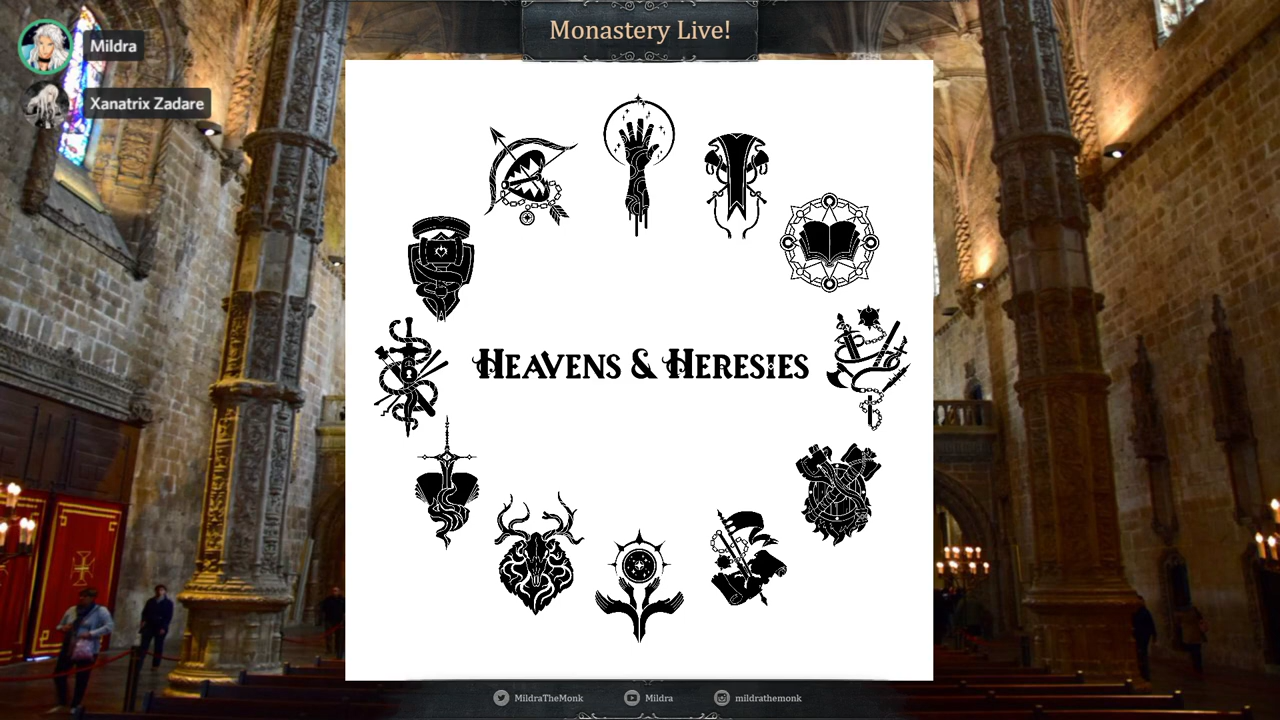 Monastery Live!
Mildra
Xanatrix Zadare
HEAVENS & HERESIES
MildraTheMonk
Mildra
mildrathemonk